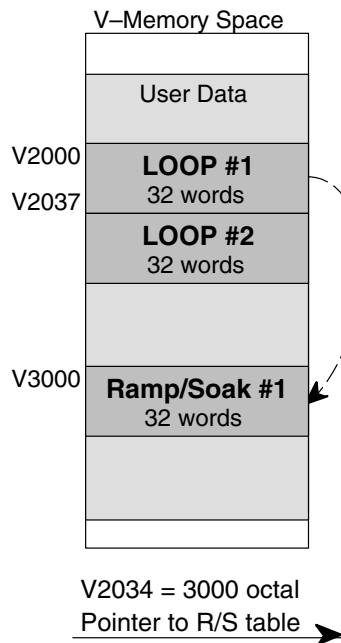 V–Memory Space
User Data
V2000
LOOP #1
32 words
V2037
LOOP #2
32 words
V3000
Ramp/Soak #1
32 words
V2034 = 3000 octal
Pointer to R/S table